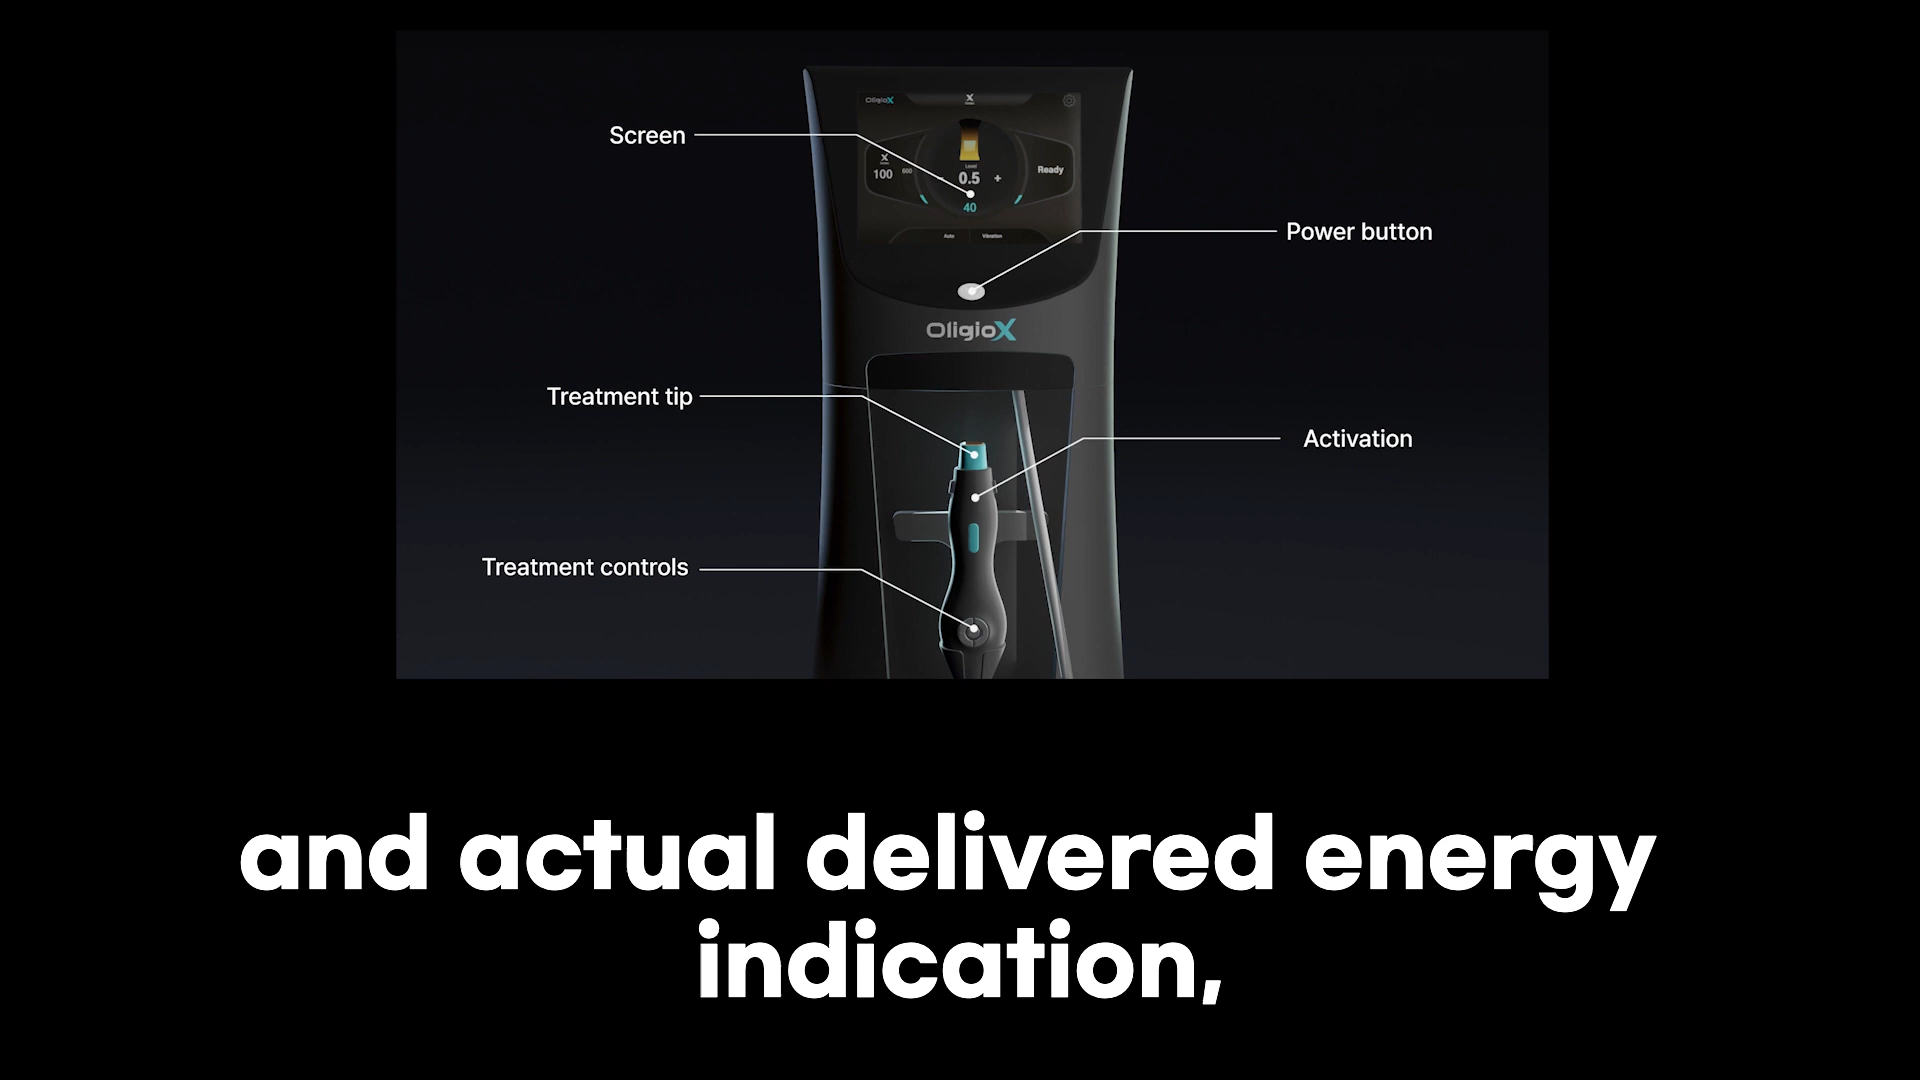 OligioX
X
Screen
X
100 600
Level
- 0.5 +
Ready
40
Auto Vibration
Power button
OligioX
Treatment tip
Activation
Treatment controls
and actual delivered energy
indication,